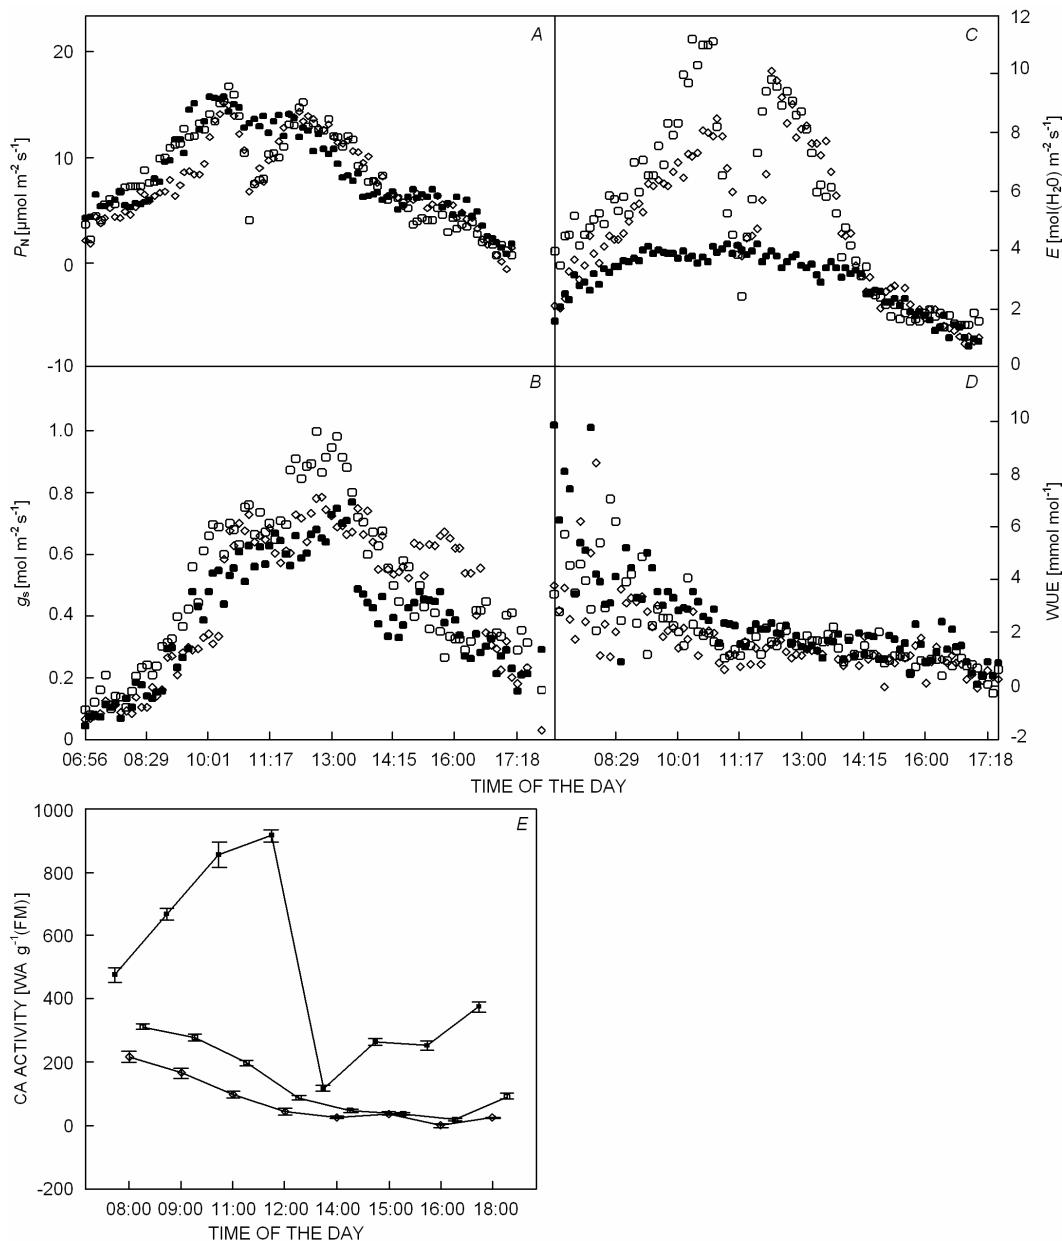 A
20
10
0
-10
P_N [µmol m⁻² s⁻¹]
C
12
10
8
6
4
2
0
E [mol(H₂0) m⁻² s⁻¹]
B
1.0
0.8
0.6
0.4
0.2
0
g_s [mol m⁻² s⁻¹]
D
10
8
6
4
2
0
-2
WUE [mmol mol⁻¹]
06:56 08:29 10:01 11:17 13:00 14:15 16:00 17:18
08:29 10:01 11:17 13:00 14:15 16:00 17:18
TIME OF THE DAY
E
1000
800
600
400
200
0
-200
CA ACTIVITY [WA g⁻¹(FM)]
08:00 09:00 11:00 12:00 14:00 15:00 16:00 18:00
TIME OF THE DAY